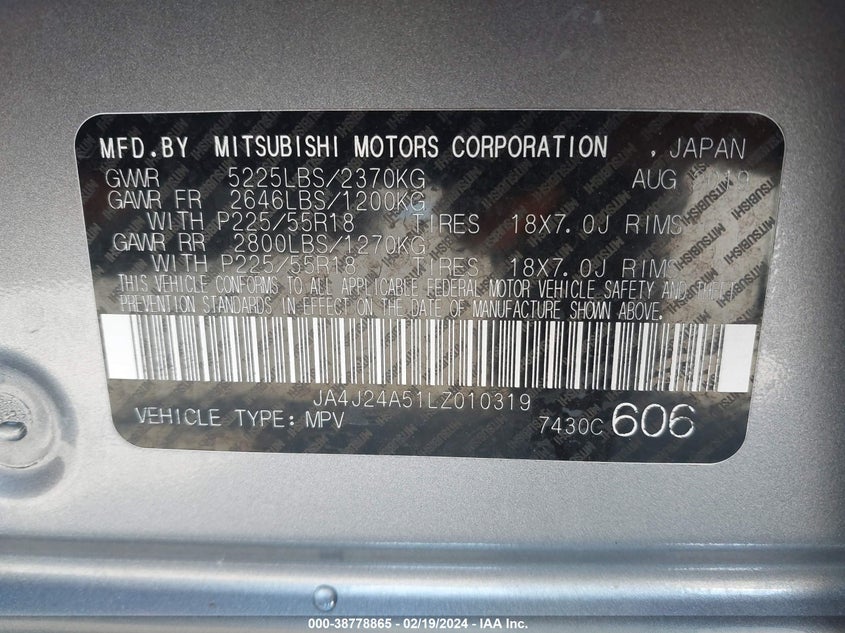 MFD.BY MITSUBISHI MOTORS CORPORATION , JAPAN
GVWR 5225LBS/2370KG AUG
GAWR FR 2646LBS/1200KG
WITH P225/55R18 TIRES 18X7.0J RIMS
GAWR RR 2800LBS/1270KG
WITH P225/55R18 TIRES 18X7.0J RIMS
THIS VEHICLE CONFORMS TO ALL APPLICABLE FEDERAL MOTOR VEHICLE SAFETY AND THEFT
PREVENTION STANDARDS IN EFFECT ON THE DATE OF MANUFACTURE SHOWN ABOVE.
JA4J24A51LZ010319
VEHICLE TYPE: MPV 7430C 606
000-38778865 - 02/19/2024 - IAA Inc.